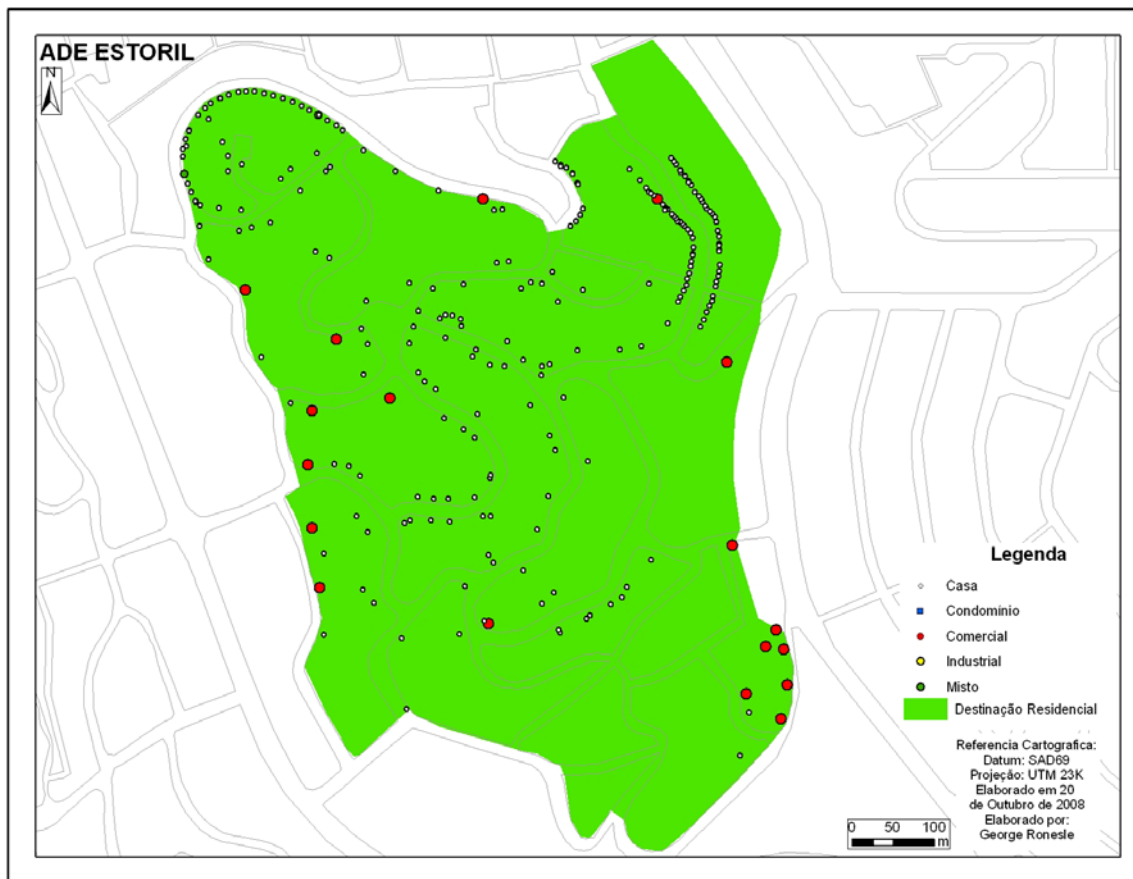 ADE ESTORIL
N
Legenda
Casa
Condomínio
Comercial
Industrial
Misto
Destinação Residencial
Referencia Cartografica:
Datum: SAD69
Projeção: UTM 23K
Elaborado em 20
de Outubro de 2008
Elaborado por:
George Ronesle
0 50 100
m